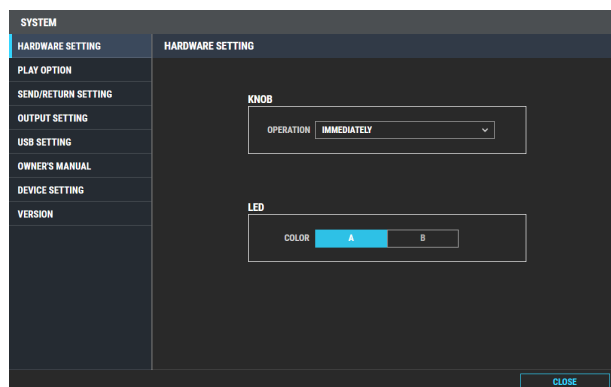 SYSTEM
HARDWARE SETTING
PLAY OPTION
SEND/RETURN SETTING
OUTPUT SETTING
USB SETTING
OWNER'S MANUAL
DEVICE SETTING
VERSION
HARDWARE SETTING
KNOB
OPERATION IMMEDIATELY
LED
COLOR A B
CLOSE